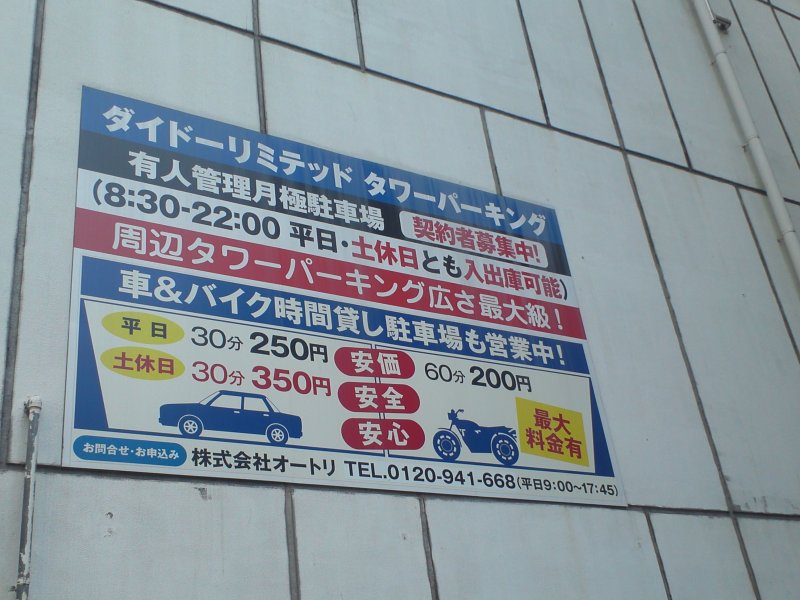 ダイドーリミテッド タワーパーキング
有人管理月極駐車場 契約者募集中!
(8:30-22:00 平日・土休日とも入出庫可能)
周辺タワーパーキング広さ最大級!
車&バイク時間貸し駐車場も営業中!
平日 30分 250円
土休日 30分 350円
安価
安全
安心
60分 200円
最大
料金有
お問合せ・お申込み 株式会社オートリ TEL.0120-941-668(平日9:00〜17:45)